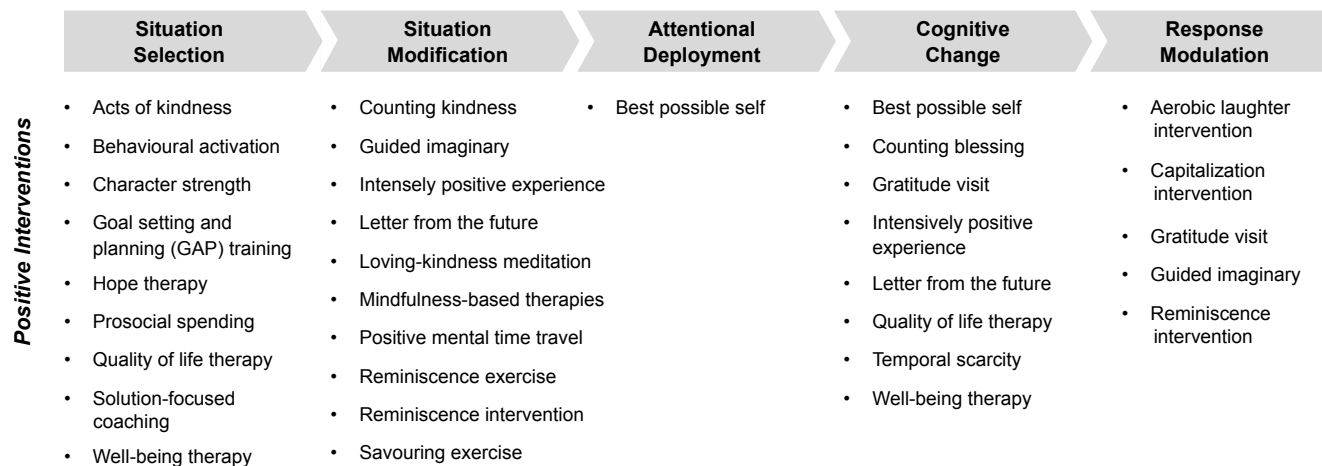 Situation
Selection
Situation
Modification
Attentional
Deployment
Cognitive
Change
Response
Modulation
Positive Interventions
• Acts of kindness
• Behavioural activation
• Character strength
• Goal setting and
planning (GAP) training
• Hope therapy
• Prosocial spending
• Quality of life therapy
• Solution-focused
coaching
• Well-being therapy
• Counting kindness
• Guided imaginary
• Intensely positive experience
• Letter from the future
• Loving-kindness meditation
• Mindfulness-based therapies
• Positive mental time travel
• Reminiscence exercise
• Reminiscence intervention
• Savouring exercise
• Best possible self
• Best possible self
• Counting blessing
• Gratitude visit
• Intensively positive
experience
• Letter from the future
• Quality of life therapy
• Temporal scarcity
• Well-being therapy
• Aerobic laughter
intervention
• Capitalization
intervention
• Gratitude visit
• Guided imaginary
• Reminiscence
intervention